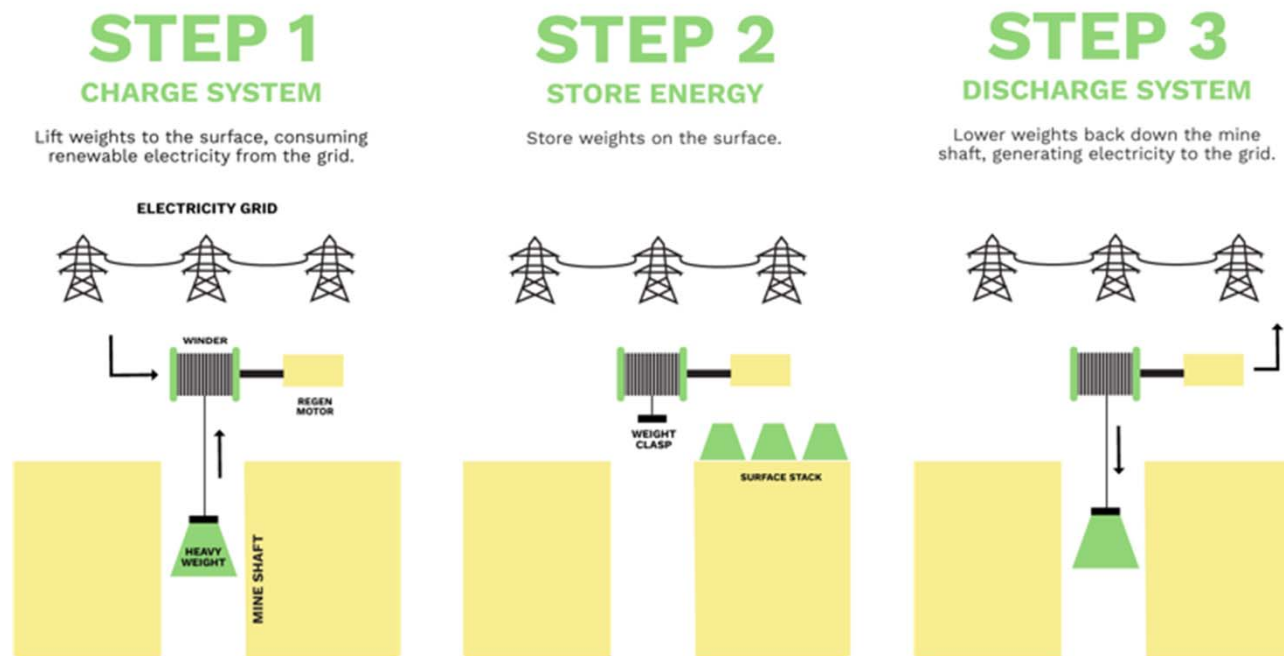 STEP 1
CHARGE SYSTEM
Lift weights to the surface, consuming
renewable electricity from the grid.
ELECTRICITY GRID
WINDER
REGEN
MOTOR
HEAVY
WEIGHT
MINE SHAFT
STEP 2
STORE ENERGY
Store weights on the surface.
WEIGHT
CLASP
SURFACE STACK
STEP 3
DISCHARGE SYSTEM
Lower weights back down the mine
shaft, generating electricity to the grid.